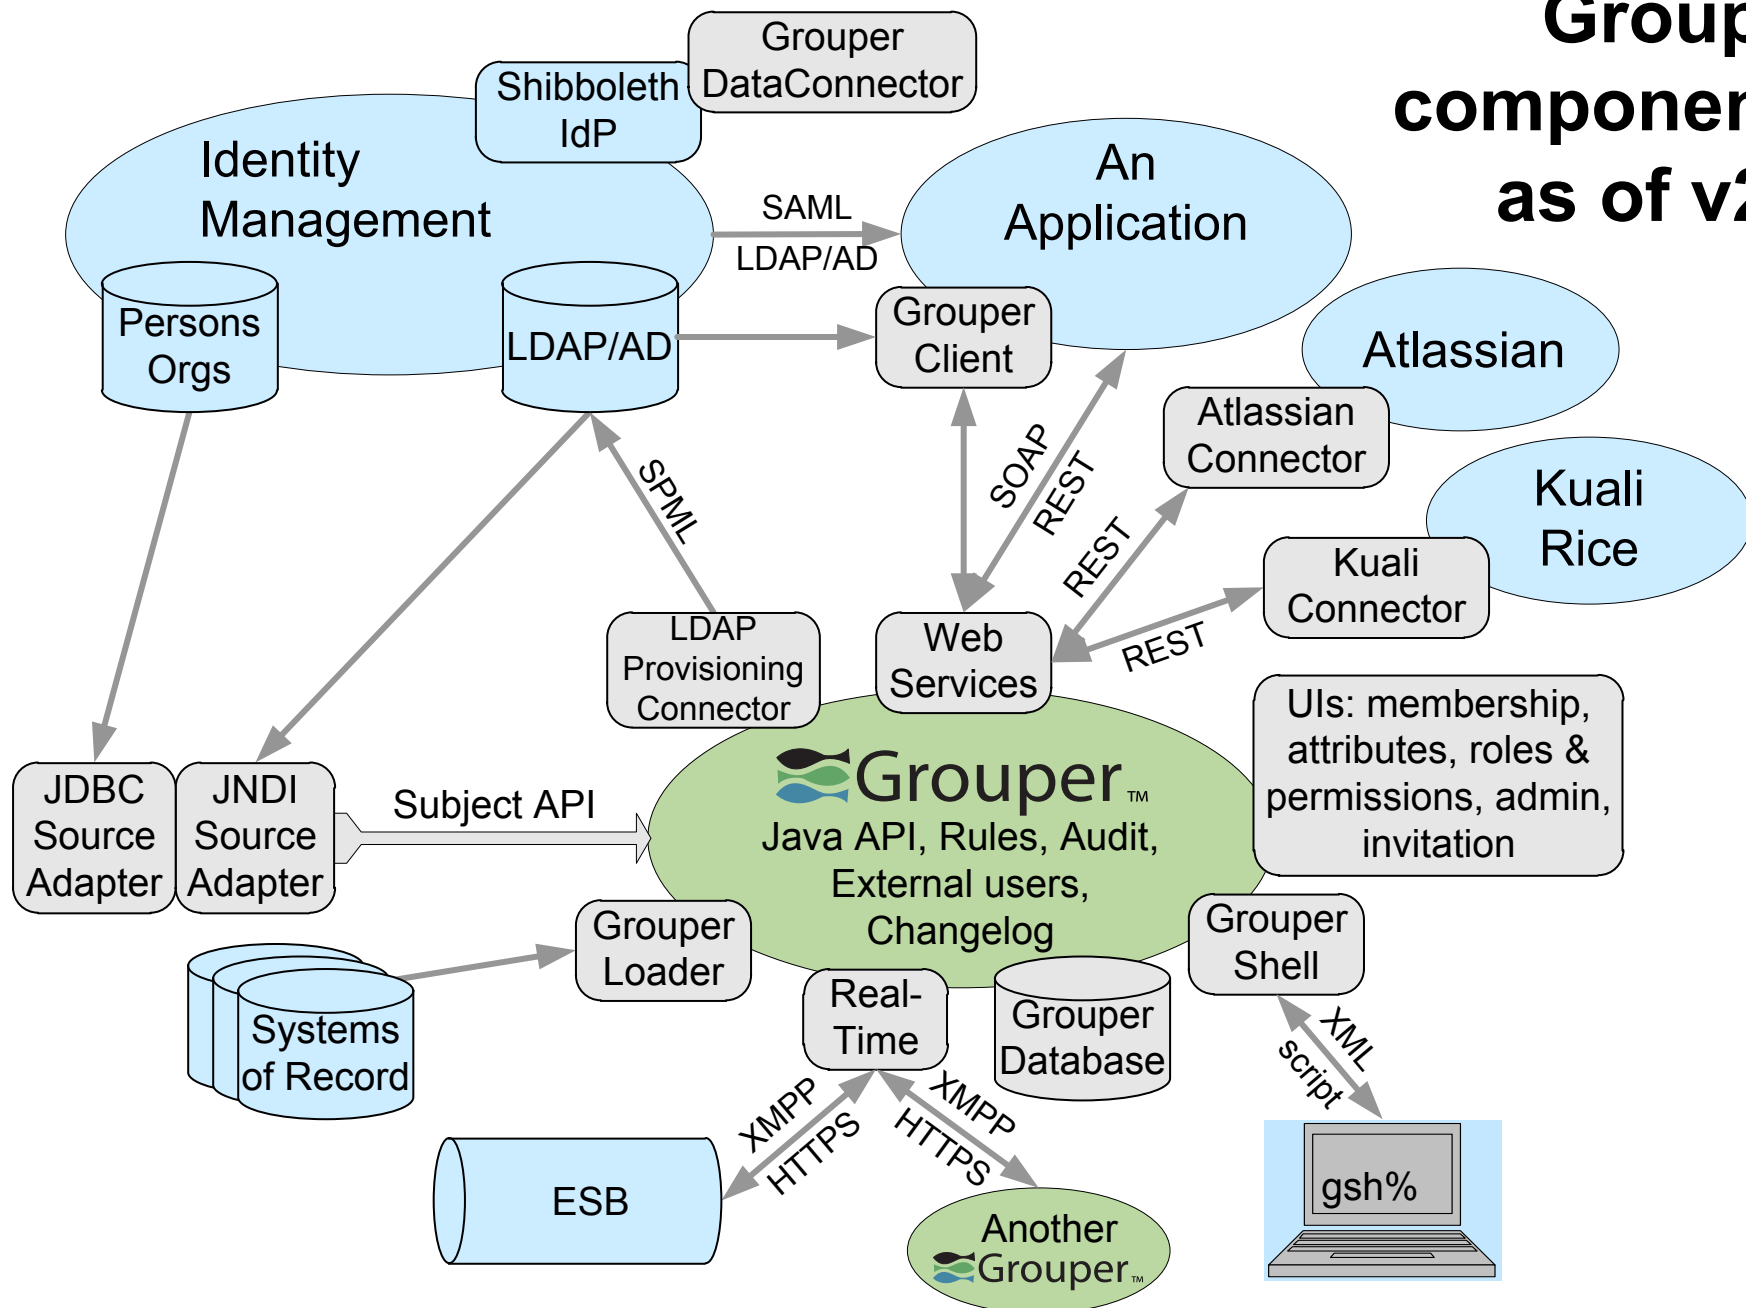 Group
componen
as of v2
Grouper
DataConnector
Shibboleth
IdP
Identity
Management
An
Application
SAML
LDAP/AD
Persons
Orgs
LDAP/AD
Grouper
Client
Atlassian
Atlassian
Connector
Kuali
Rice
Kuali
Connector
SPML
SOAP
REST
REST
REST
LDAP
Provisioning
Connector
Web
Services
UIs: membership,
attributes, roles &
permissions, admin,
invitation
JDBC
Source
Adapter
JNDI
Source
Adapter
Subject API
Grouper™
Java API, Rules, Audit,
External users,
Changelog
Grouper
Loader
Grouper
Shell
Systems
of Record
Real-
Time
Grouper
Database
XML
script
XMPP
HTTPS
XMPP
HTTPS
ESB
Another
Grouper™
gsh%